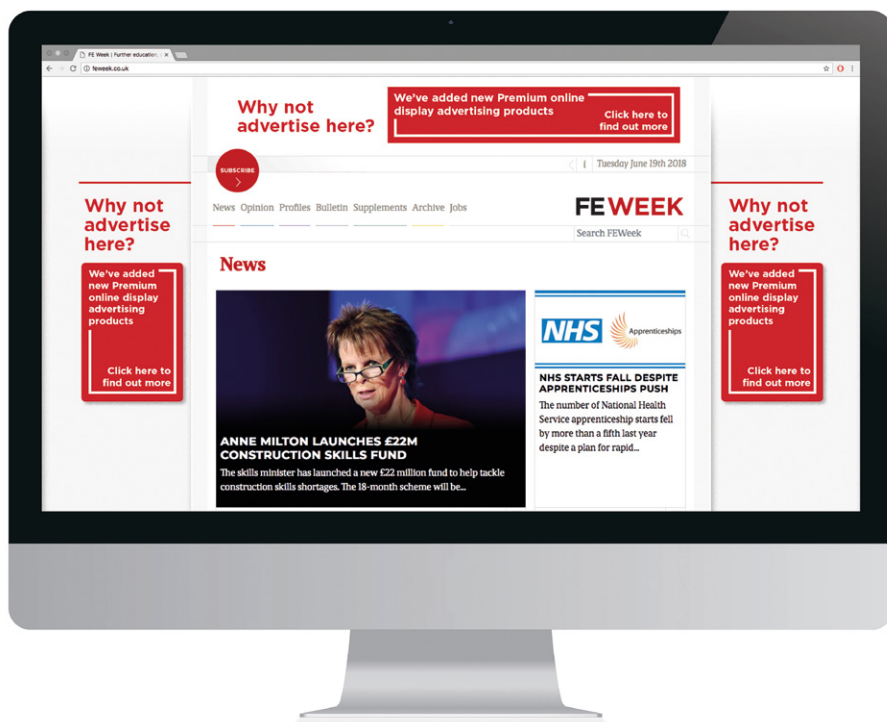 FE Week | Further education,
feweek.co.uk
Why not
advertise here?
We've added new Premium online
display advertising products
Click here to
find out more
SUBSCRIBE
Tuesday June 19th 2018
News Opinion Profiles Bulletin Supplements Archive Jobs
FEWEEK
Search FEWeek
Why not
advertise
here?
We've added
new Premium
online display
advertising
products
Click here to
find out more
News
ANNE MILTON LAUNCHES £22M
CONSTRUCTION SKILLS FUND
The skills minister has launched a new £22 million fund to help tackle
construction skills shortages. The 18-month scheme will be...
NHS
Apprenticeships
NHS STARTS FALL DESPITE
APPRENTICESHIPS PUSH
The number of National Health
Service apprenticeship starts fell
by more than a fifth last year
despite a plan for rapid...
Why not
advertise
here?
We've added
new Premium
online display
advertising
products
Click here to
find out more